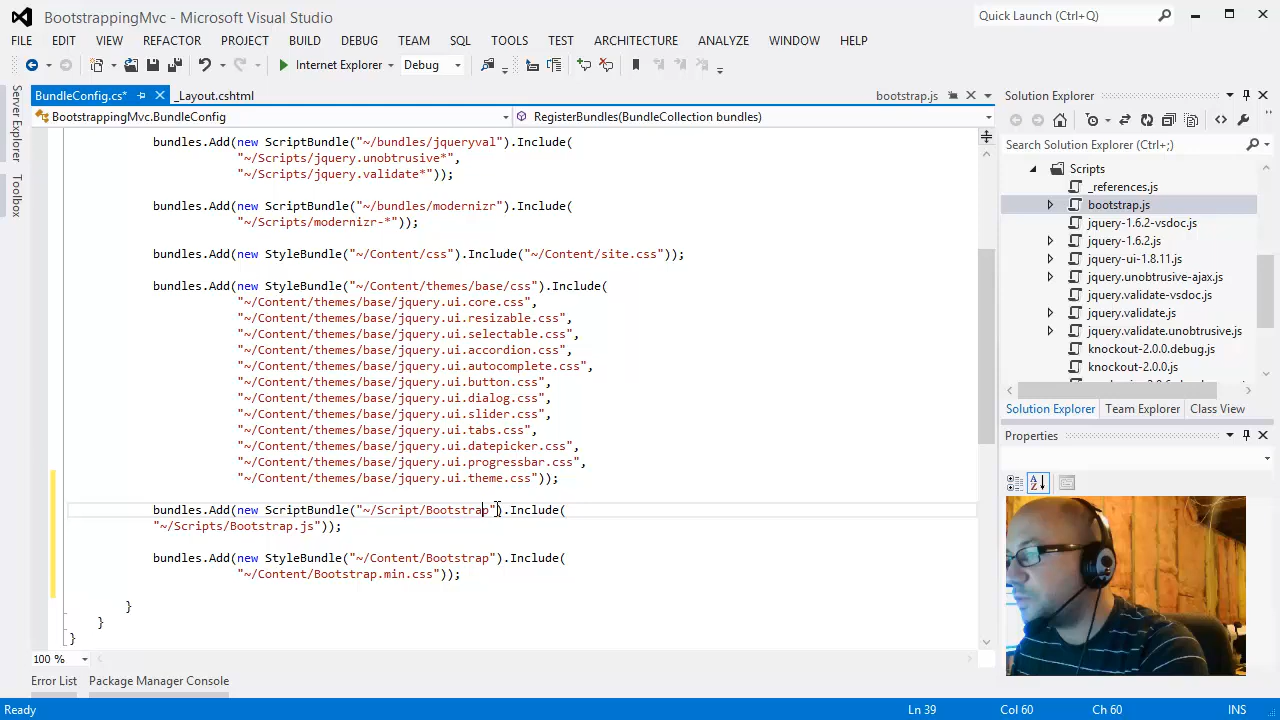 BootstrappingMvc - Microsoft Visual Studio
Quick Launch (Ctrl+Q)
FILE EDIT VIEW REFACTOR PROJECT BUILD DEBUG TEAM SQL TOOLS TEST ARCHITECTURE ANALYZE WINDOW HELP
Internet Explorer Debug
Server Explorer
Toolbox
BundleConfig.cs* _Layout.cshtml bootstrap.js
BootstrappingMvc.BundleConfig RegisterBundles(BundleCollection bundles)
bundles.Add(new ScriptBundle("~/bundles/jqueryval").Include(
"~/Scripts/jquery.unobtrusive*",
"~/Scripts/jquery.validate*"));
bundles.Add(new ScriptBundle("~/bundles/modernizr").Include(
"~/Scripts/modernizr-*"));
bundles.Add(new StyleBundle("~/Content/css").Include("~/Content/site.css"));
bundles.Add(new StyleBundle("~/Content/themes/base/css").Include(
"~/Content/themes/base/jquery.ui.core.css",
"~/Content/themes/base/jquery.ui.resizable.css",
"~/Content/themes/base/jquery.ui.selectable.css",
"~/Content/themes/base/jquery.ui.accordion.css",
"~/Content/themes/base/jquery.ui.autocomplete.css",
"~/Content/themes/base/jquery.ui.button.css",
"~/Content/themes/base/jquery.ui.dialog.css",
"~/Content/themes/base/jquery.ui.slider.css",
"~/Content/themes/base/jquery.ui.tabs.css",
"~/Content/themes/base/jquery.ui.datepicker.css",
"~/Content/themes/base/jquery.ui.progressbar.css",
"~/Content/themes/base/jquery.ui.theme.css"));
bundles.Add(new ScriptBundle("~/Script/Bootstrap").Include(
"~/Scripts/Bootstrap.js"));
bundles.Add(new StyleBundle("~/Content/Bootstrap").Include(
"~/Content/Bootstrap.min.css"));
}
}
}
100 %
Error List Package Manager Console
Solution Explorer
Search Solution Explorer (Ctrl+;)
Scripts
_references.js
bootstrap.js
jquery-1.6.2-vsdoc.js
jquery-1.6.2.js
jquery-ui-1.8.11.js
jquery.unobtrusive-ajax.js
jquery.validate-vsdoc.js
jquery.validate.js
jquery.validate.unobtrusive.js
knockout-2.0.0.debug.js
knockout-2.0.0.js
Solution Explorer Team Explorer Class View
Properties
Ready Ln 39 Col 60 Ch 60 INS